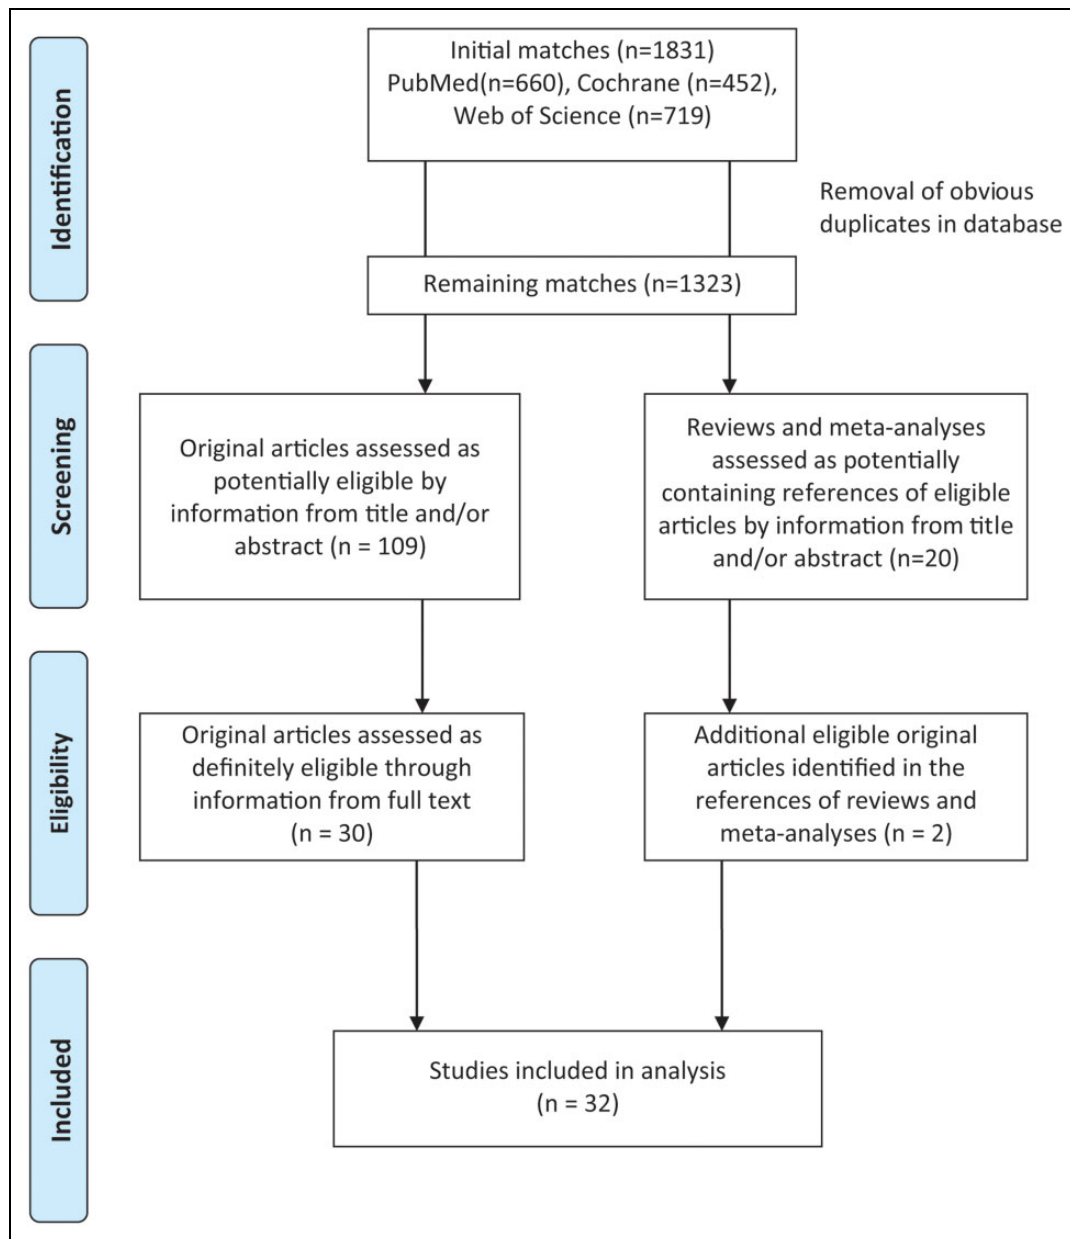 Identification
Initial matches (n=1831)
PubMed(n=660), Cochrane (n=452),
Web of Science (n=719)
Removal of obvious
duplicates in database
Remaining matches (n=1323)
Screening
Original articles assessed as
potentially eligible by
information from title and/or
abstract (n = 109)
Reviews and meta-analyses
assessed as potentially
containing references of eligible
articles by information from title
and/or abstract (n=20)
Eligibility
Original articles assessed as
definitely eligible through
information from full text
(n = 30)
Additional eligible original
articles identified in the
references of reviews and
meta-analyses (n = 2)
Included
Studies included in analysis
(n = 32)